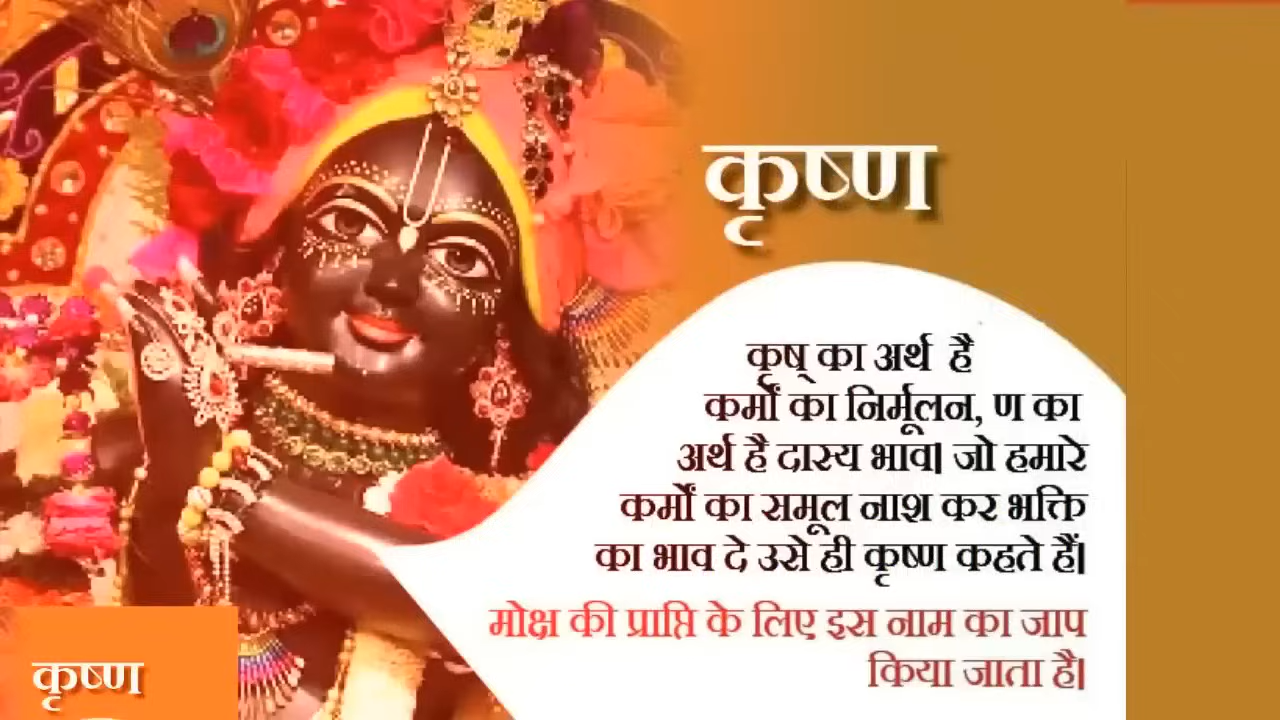 कृष्ण
कृष् का अर्थ है
कर्मों का निर्मूलन, ण का
अर्थ है दास्य भाव। जो हमारे
कर्मों का समूल नाश कर भक्ति
का भाव दे उसे ही कृष्ण कहते हैं।
मोक्ष की प्राप्ति के लिए इस नाम का जाप
किया जाता है।
कृष्ण